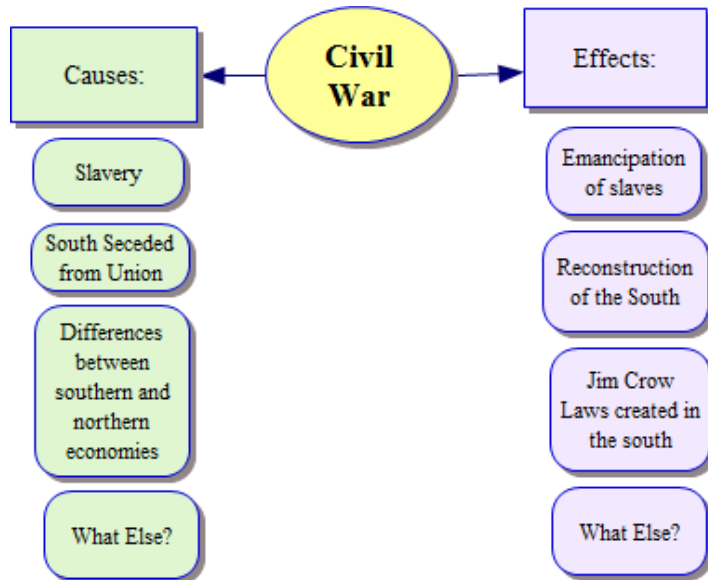 Civil
War
Causes:
Slavery
South Seceded
from Union
Differences
between
southern and
northern
economies
What Else?
Effects:
Emancipation
of slaves
Reconstruction
of the South
Jim Crow
Laws created in
the south
What Else?